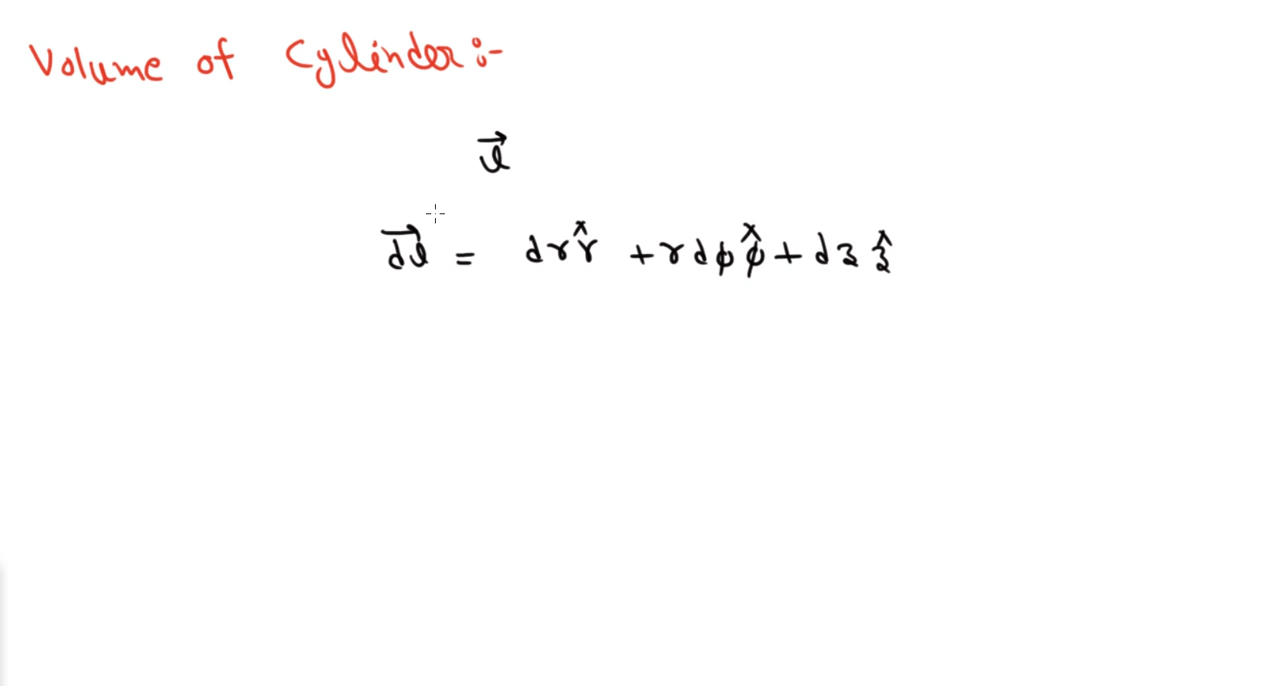 Volume of Cylinder :-
l⃗
dl⃗ = dr r̂ + r dϕ ϕ̂ + dz ẑ